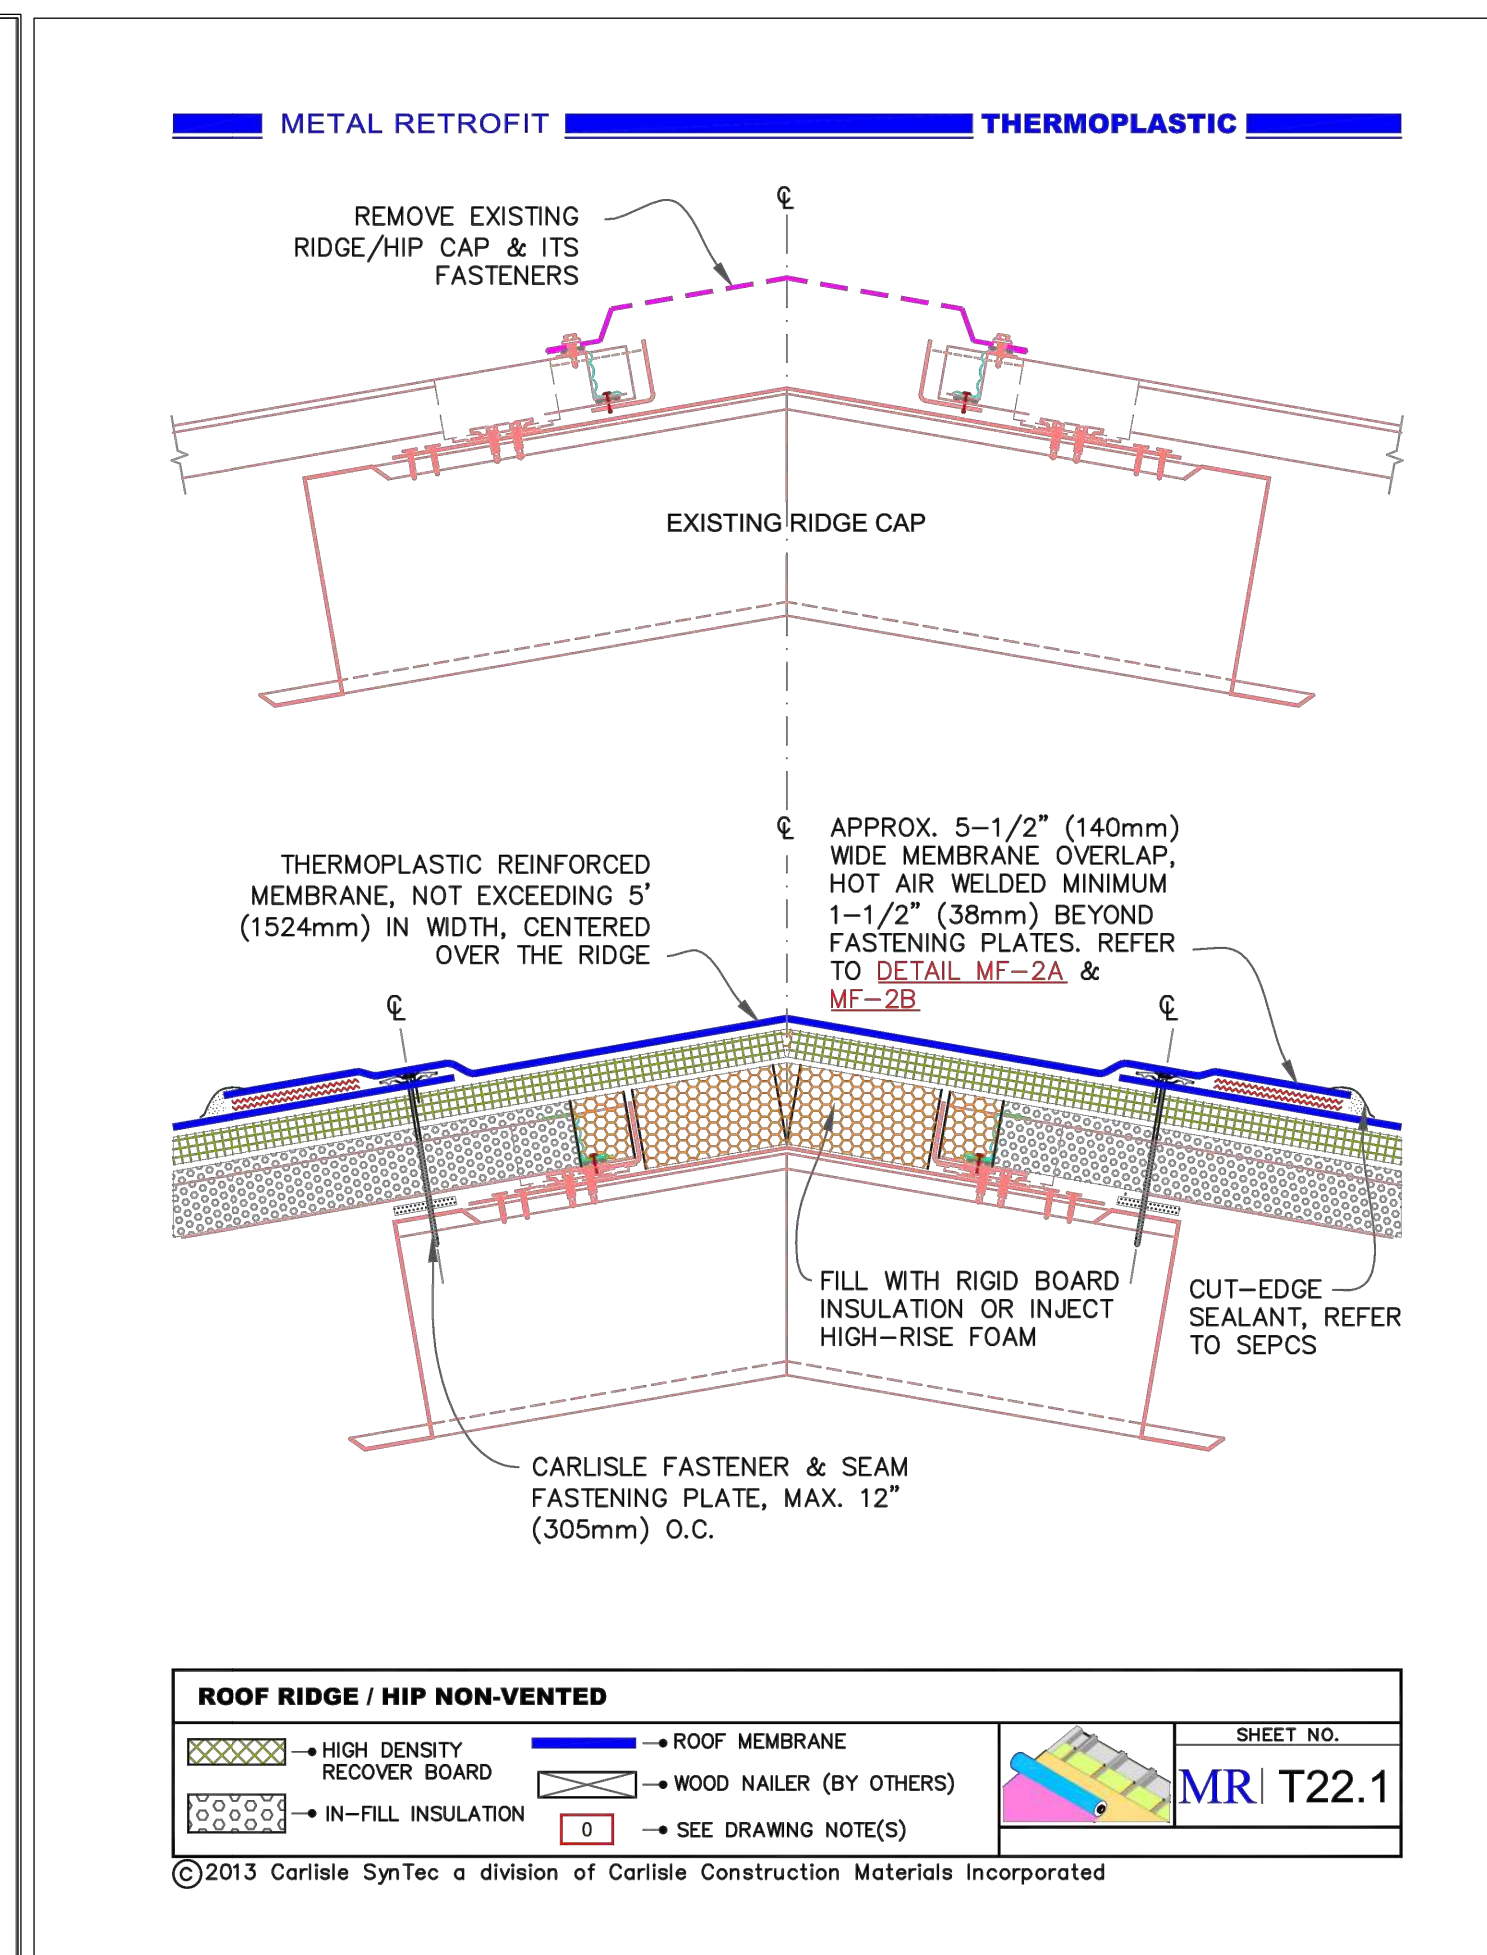 METAL RETROFIT
THERMOPLASTIC
℄
REMOVE EXISTING
RIDGE/HIP CAP & ITS
FASTENERS
EXISTING RIDGE CAP
℄
THERMOPLASTIC REINFORCED
MEMBRANE, NOT EXCEEDING 5'
(1524mm) IN WIDTH, CENTERED
OVER THE RIDGE
APPROX. 5-1/2" (140mm)
WIDE MEMBRANE OVERLAP,
HOT AIR WELDED MINIMUM
1-1/2" (38mm) BEYOND
FASTENING PLATES. REFER
TO DETAIL MF-2A &
MF-2B
℄
℄
FILL WITH RIGID BOARD
INSULATION OR INJECT
HIGH-RISE FOAM
CUT-EDGE
SEALANT, REFER
TO SEPCS
CARLISLE FASTENER & SEAM
FASTENING PLATE, MAX. 12"
(305mm) O.C.
ROOF RIDGE / HIP NON-VENTED
HIGH DENSITY
RECOVER BOARD
IN-FILL INSULATION
ROOF MEMBRANE
WOOD NAILER (BY OTHERS)
0
SEE DRAWING NOTE(S)
SHEET NO.
MR T22.1
©2013 Carlisle SynTec a division of Carlisle Construction Materials Incorporated